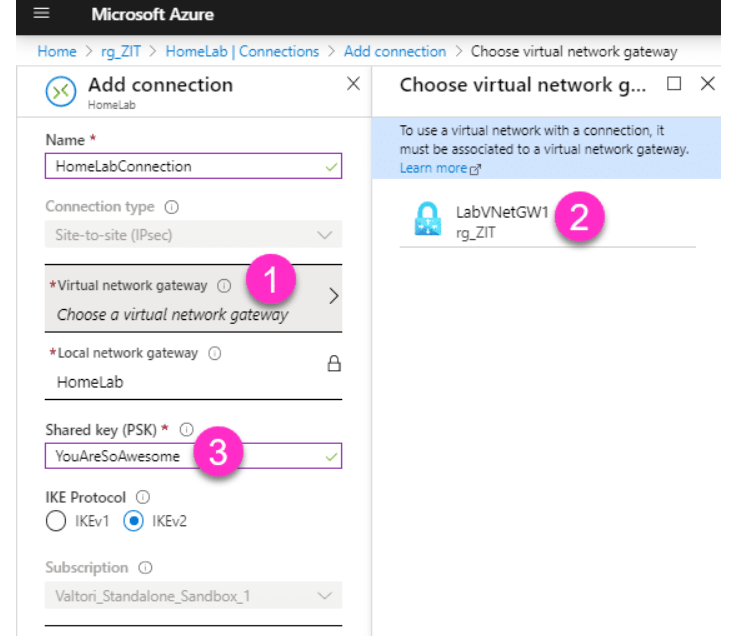 Microsoft Azure
Home > rg_ZIT > HomeLab | Connections > Add connection > Choose virtual network gateway
Add connection
HomeLab
Name *
HomeLabConnection
Connection type
Site-to-site (IPsec)
*Virtual network gateway
1
Choose a virtual network gateway
*Local network gateway
HomeLab
Shared key (PSK) *
YouAreSoAwesome
3
IKE Protocol
IKEv1 IKEv2
Subscription
Valtori_Standalone_Sandbox_1
Choose virtual network g...
To use a virtual network with a connection, it
must be associated to a virtual network gateway.
Learn more
LabVNetGW1
rg_ZIT
2